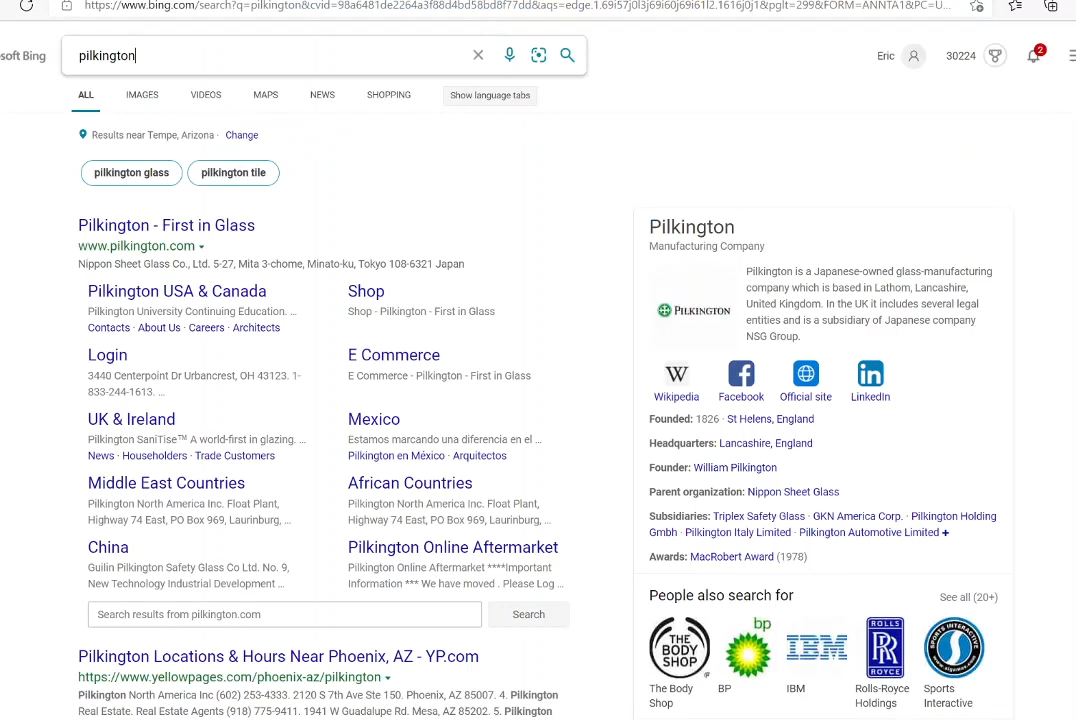 https://www.bing.com/search?q=pilkington&cvid=98a6481de2264a3f88d4bd58bd8f77dd&aqs=edge.1.69i57j0l3j69i60j69i61l2.1616j0j1&pglt=299&FORM=ANNTA1&PC=U...
soft Bing
pilkington
Eric
30224
2
ALL IMAGES VIDEOS MAPS NEWS SHOPPING Show language tabs
Results near Tempe, Arizona · Change
pilkington glass pilkington tile
Pilkington - First in Glass
www.pilkington.com
Nippon Sheet Glass Co., Ltd. 5-27, Mita 3-chome, Minato-ku, Tokyo 108-6321 Japan
Pilkington USA & Canada
Pilkington University Continuing Education. ...
Contacts · About Us · Careers · Architects
Shop
Shop - Pilkington - First in Glass
Login
3440 Centerpoint Dr Urbancrest, OH 43123. 1-
833-244-1613. ...
E Commerce
E Commerce - Pilkington - First in Glass
UK & Ireland
Pilkington SaniTise™ A world-first in glazing. ...
News · Householders · Trade Customers
Mexico
Estamos marcando una diferencia en el ...
Pilkington en México · Arquitectos
Middle East Countries
Pilkington North America Inc. Float Plant,
Highway 74 East, PO Box 969, Laurinburg, ...
African Countries
Pilkington North America Inc. Float Plant,
Highway 74 East, PO Box 969, Laurinburg, ...
China
Guilin Pilkington Safety Glass Co Ltd. No. 9,
New Technology Industrial Development ...
Pilkington Online Aftermarket
Pilkington Online Aftermarket ****Important
Information *** We have moved . Please Log ...
Search results from pilkington.com Search
Pilkington Locations & Hours Near Phoenix, AZ - YP.com
https://www.yellowpages.com/phoenix-az/pilkington
Pilkington North America Inc (602) 253-4333. 2120 S 7th Ave Ste 150. Phoenix, AZ 85007. 4. Pilkington
Real Estate. Real Estate Agents (918) 775-9411. 1941 W Guadalupe Rd. Mesa, AZ 85202. 5. Pilkington
Pilkington
Manufacturing Company
PILKINGTON
Pilkington is a Japanese-owned glass-manufacturing
company which is based in Lathom, Lancashire,
United Kingdom. In the UK it includes several legal
entities and is a subsidiary of Japanese company
NSG Group.
W
Wikipedia Facebook Official site LinkedIn
Founded: 1826 · St Helens, England
Headquarters: Lancashire, England
Founder: William Pilkington
Parent organization: Nippon Sheet Glass
Subsidiaries: Triplex Safety Glass · GKN America Corp. · Pilkington Holding
Gmbh · Pilkington Italy Limited · Pilkington Automotive Limited +
Awards: MacRobert Award (1978)
People also search for
See all (20+)
THE BODY SHOP
bp
IBM
ROLLS RR ROYCE
SPORTS INTERACTIVE
The Body Shop
BP
IBM
Rolls-Royce Holdings
Sports Interactive